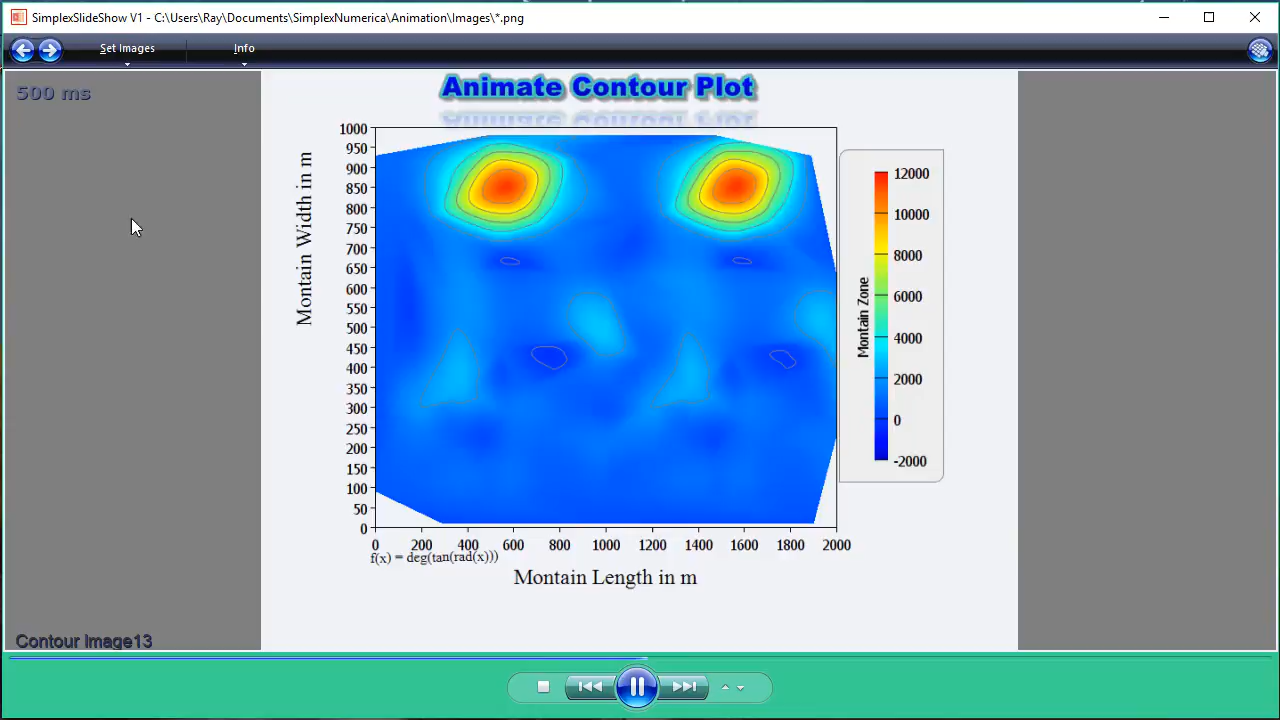 SimplexSlideShow V1 - C:\Users\Ray\Documents\SimplexNumerica\Animation\Images\*.png
Set Images
Info
500 ms
Animate Contour Plot
Montain Width in m
1000
950
900
850
800
750
700
650
600
550
500
450
400
350
300
250
200
150
100
50
0
0 200 400 600 800 1000 1200 1400 1600 1800 2000
f(x) = deg(tan(rad(x)))
Montain Length in m
Montain Zone
12000
10000
8000
6000
4000
2000
0
-2000
Contour Image13